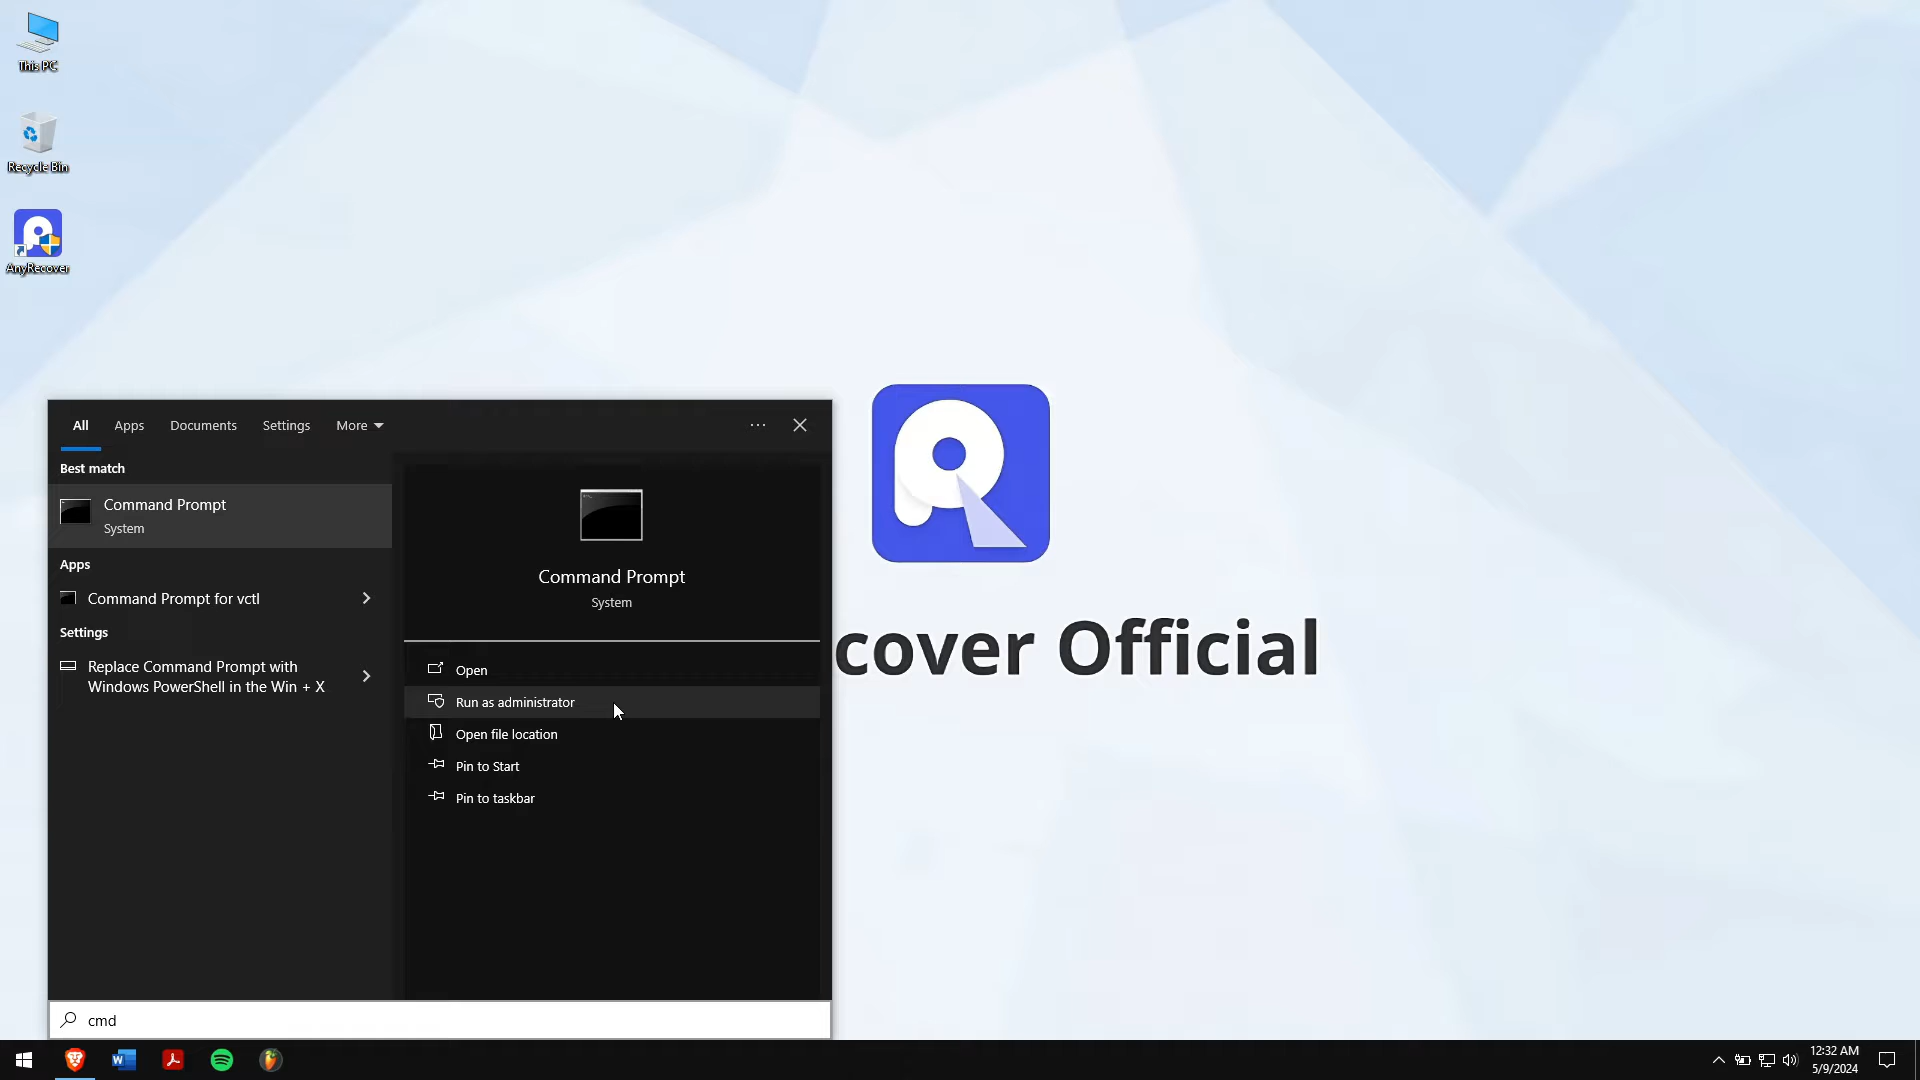 This PC
Recycle Bin
AnyRecover
All Apps Documents Settings More
Best match
Command Prompt
System
Apps
Command Prompt for vctl
Settings
Replace Command Prompt with
Windows PowerShell in the Win + X
Command Prompt
System
Open
Run as administrator
Open file location
Pin to Start
Pin to taskbar
cover Official
cmd
12:32 AM
5/9/2024